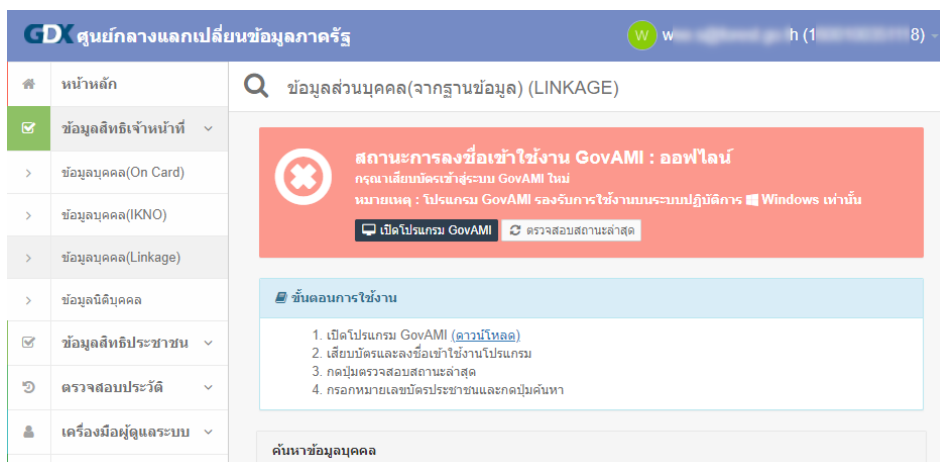 GDX ศูนย์กลางแลกเปลี่ยนข้อมูลภาครัฐ
W w h (1 8)
หน้าหลัก
ข้อมูลสิทธิเจ้าหน้าที่
ข้อมูลบุคคล(On Card)
ข้อมูลบุคคล(IKNO)
ข้อมูลบุคคล(Linkage)
ข้อมูลนิติบุคคล
ข้อมูลสิทธิประชาชน
ตรวจสอบประวัติ
เครื่องมือผู้ดูแลระบบ
ข้อมูลส่วนบุคคล(จากฐานข้อมูล) (LINKAGE)
สถานะการลงชื่อเข้าใช้งาน GovAMI : ออฟไลน์
กรุณาเสียบบัตรเข้าสู่ระบบ GovAMI ใหม่
หมายเหตุ : โปรแกรม GovAMI รองรับการใช้งานบนระบบปฏิบัติการ Windows เท่านั้น
เปิดโปรแกรม GovAMI ตรวจสอบสถานะล่าสุด
ขั้นตอนการใช้งาน
1. เปิดโปรแกรม GovAMI (ดาวน์โหลด)
2. เสียบบัตรและลงชื่อเข้าใช้งานโปรแกรม
3. กดปุ่มตรวจสอบสถานะล่าสุด
4. กรอกหมายเลขบัตรประชาชนและกดปุ่มค้นหา
ค้นหาข้อมูลบุคคล